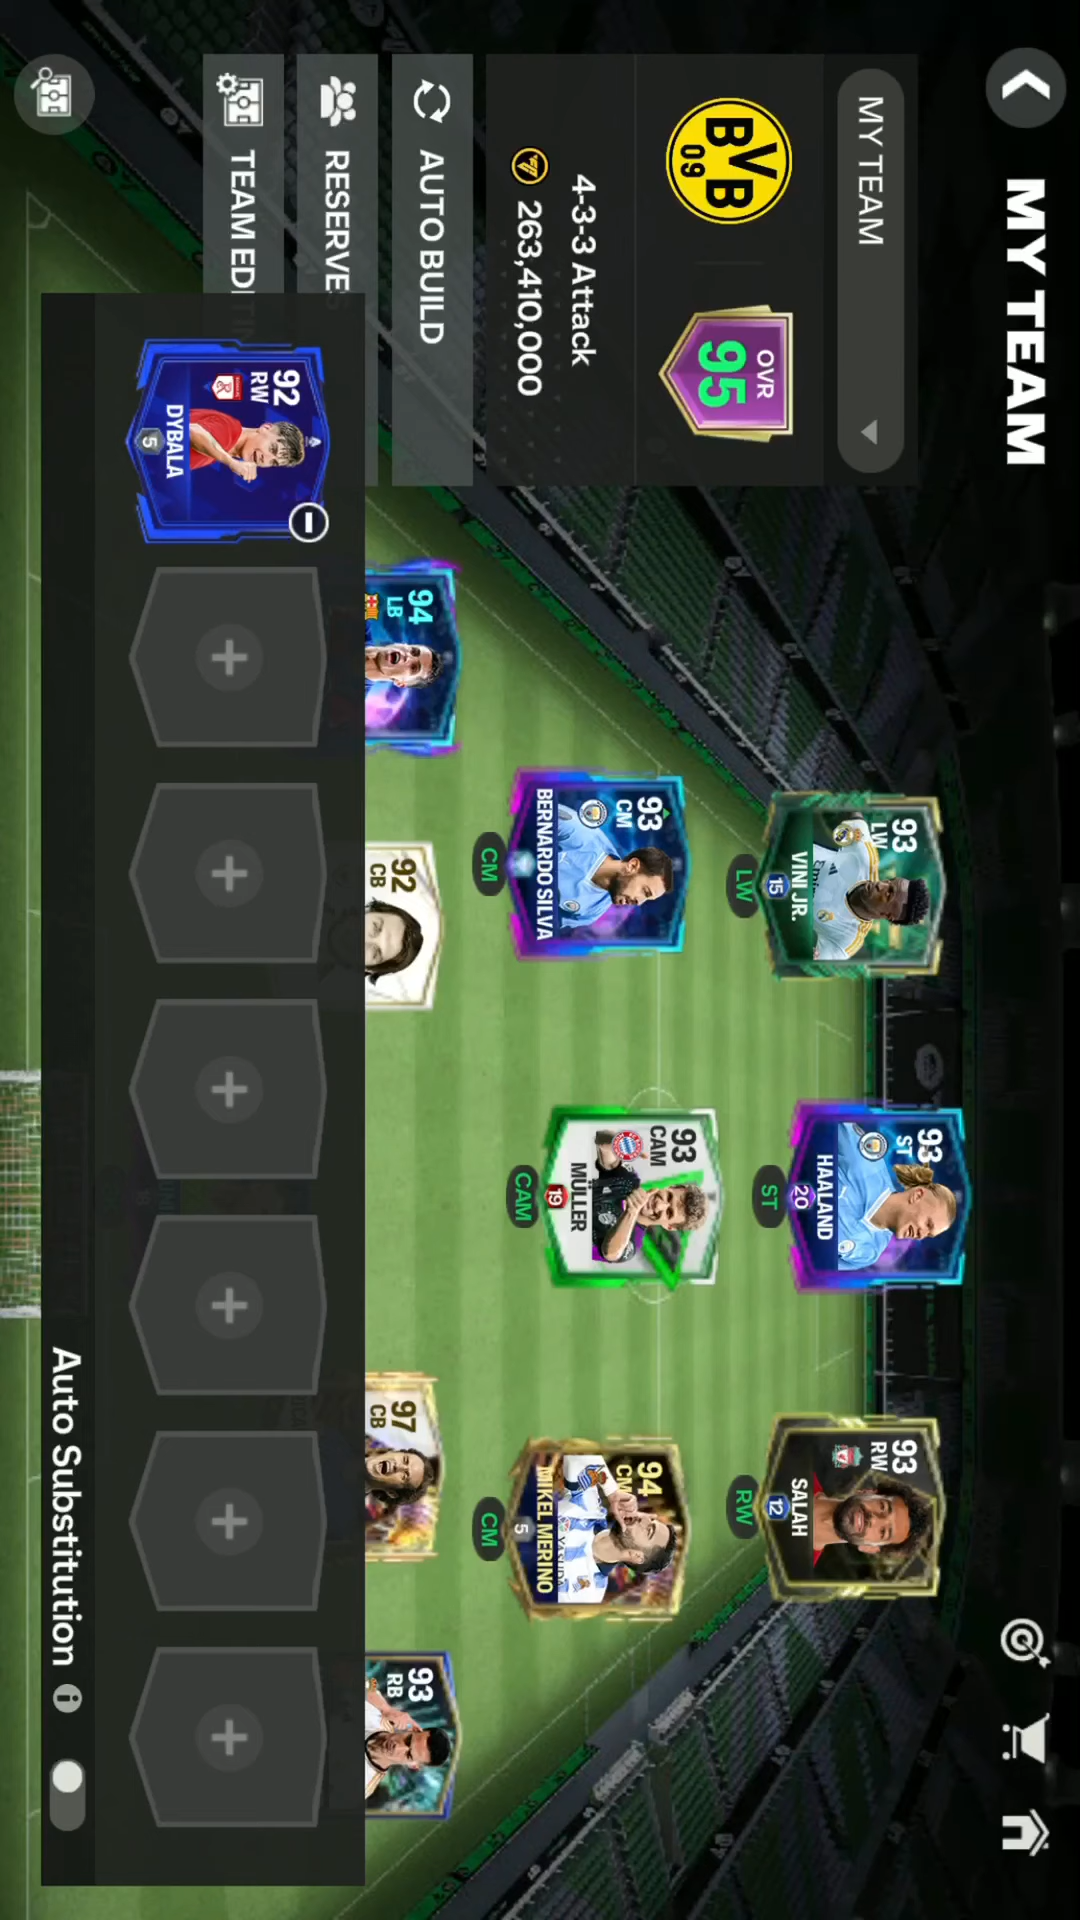 MY TEAM
MY TEAM
BVB
09
OVR
95
4-3-3 Attack
263,410,000
AUTO BUILD
RESERVES
TEAM EDITIN
93
LW
VINI JR.
15
LW
93
ST
HAALAND
20
ST
93
RW
SALAH
12
RW
93
CM
BERNARDO SILVA
CM
93
CAM
MÜLLER
19
CAM
94
CM
MIKEL MERINO
5
CM
94
LB
92
CB
97
CB
93
RB
92
RW
DYBALA
5
Auto Substitution